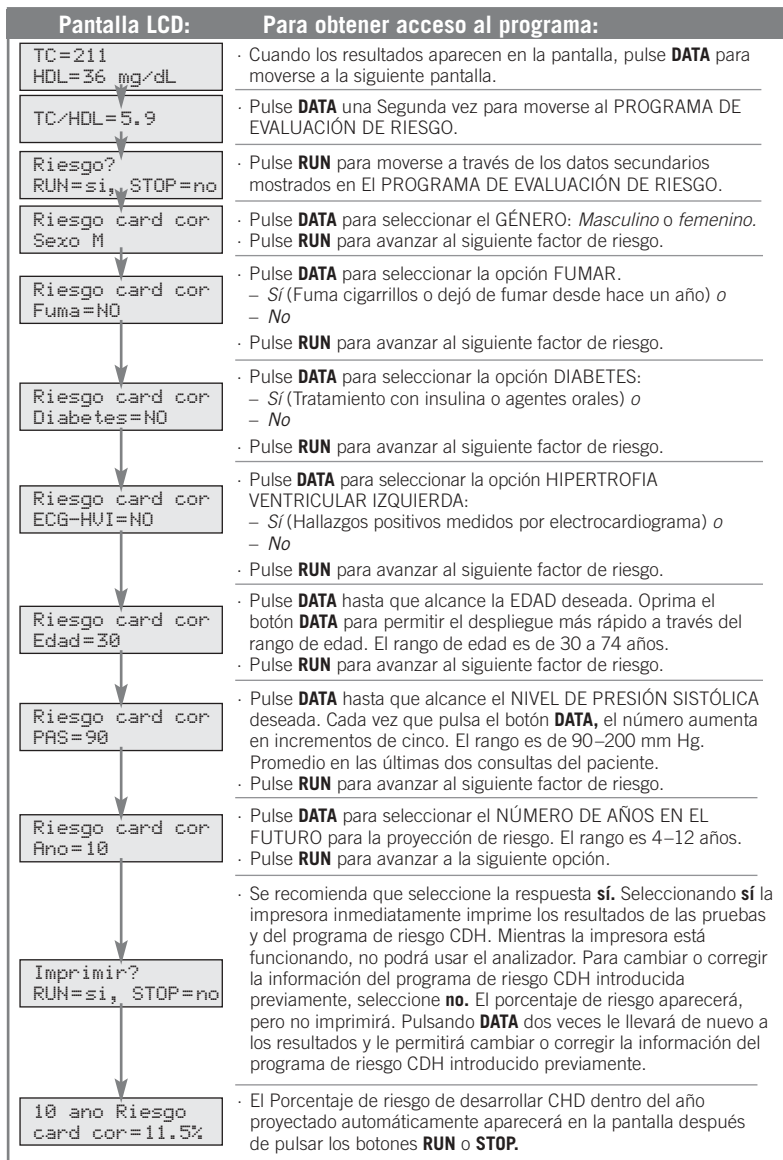 Pantalla LCD: Para obtener acceso al programa:
TC=211
HDL=36 mg/dL
· Cuando los resultados aparecen en la pantalla, pulse DATA para
moverse a la siguiente pantalla.
TC/HDL=5.9
· Pulse DATA una Segunda vez para moverse al PROGRAMA DE
EVALUACIÓN DE RIESGO.
Riesgo?
RUN=si, STOP=no
· Pulse RUN para moverse a través de los datos secundarios
mostrados en El PROGRAMA DE EVALUACIÓN DE RIESGO.
Riesgo card cor
Sexo M
· Pulse DATA para seleccionar el GÉNERO: Masculino o femenino.
· Pulse RUN para avanzar al siguiente factor de riesgo.
Riesgo card cor
Fuma=NO
· Pulse DATA para seleccionar la opción FUMAR.
– Sí (Fuma cigarrillos o dejó de fumar desde hace un año) o
– No
· Pulse RUN para avanzar al siguiente factor de riesgo.
Riesgo card cor
Diabetes=NO
· Pulse DATA para seleccionar la opción DIABETES:
– Sí (Tratamiento con insulina o agentes orales) o
– No
· Pulse RUN para avanzar al siguiente factor de riesgo.
Riesgo card cor
ECG-HVI=NO
· Pulse DATA para seleccionar la opción HIPERTROFIA
VENTRICULAR IZQUIERDA:
– Sí (Hallazgos positivos medidos por electrocardiograma) o
– No
· Pulse RUN para avanzar al siguiente factor de riesgo.
Riesgo card cor
Edad=30
· Pulse DATA hasta que alcance la EDAD deseada. Oprima el
botón DATA para permitir el despliegue más rápido a través del
rango de edad. El rango de edad es de 30 a 74 años.
· Pulse RUN para avanzar al siguiente factor de riesgo.
Riesgo card cor
PAS=90
· Pulse DATA hasta que alcance el NIVEL DE PRESIÓN SISTÓLICA
deseada. Cada vez que pulsa el botón DATA, el número aumenta
en incrementos de cinco. El rango es de 90–200 mm Hg.
Promedio en las últimas dos consultas del paciente.
· Pulse RUN para avanzar al siguiente factor de riesgo.
Riesgo card cor
Ano=10
· Pulse DATA para seleccionar el NÚMERO DE AÑOS EN EL
FUTURO para la proyección de riesgo. El rango es 4–12 años.
· Pulse RUN para avanzar a la siguiente opción.
Imprimir?
RUN=si, STOP=no
· Se recomienda que seleccione la respuesta sí. Seleccionando sí la
impresora inmediatamente imprime los resultados de las pruebas
y del programa de riesgo CDH. Mientras la impresora está
funcionando, no podrá usar el analizador. Para cambiar o corregir
la información del programa de riesgo CDH introducida
previamente, seleccione no. El porcentaje de riesgo aparecerá,
pero no imprimirá. Pulsando DATA dos veces le llevará de nuevo a
los resultados y le permitirá cambiar o corregir la información del
programa de riesgo CDH introducido previamente.
10 ano Riesgo
card cor=11.5%
· El Porcentaje de riesgo de desarrollar CHD dentro del año
proyectado automáticamente aparecerá en la pantalla después
de pulsar los botones RUN o STOP.